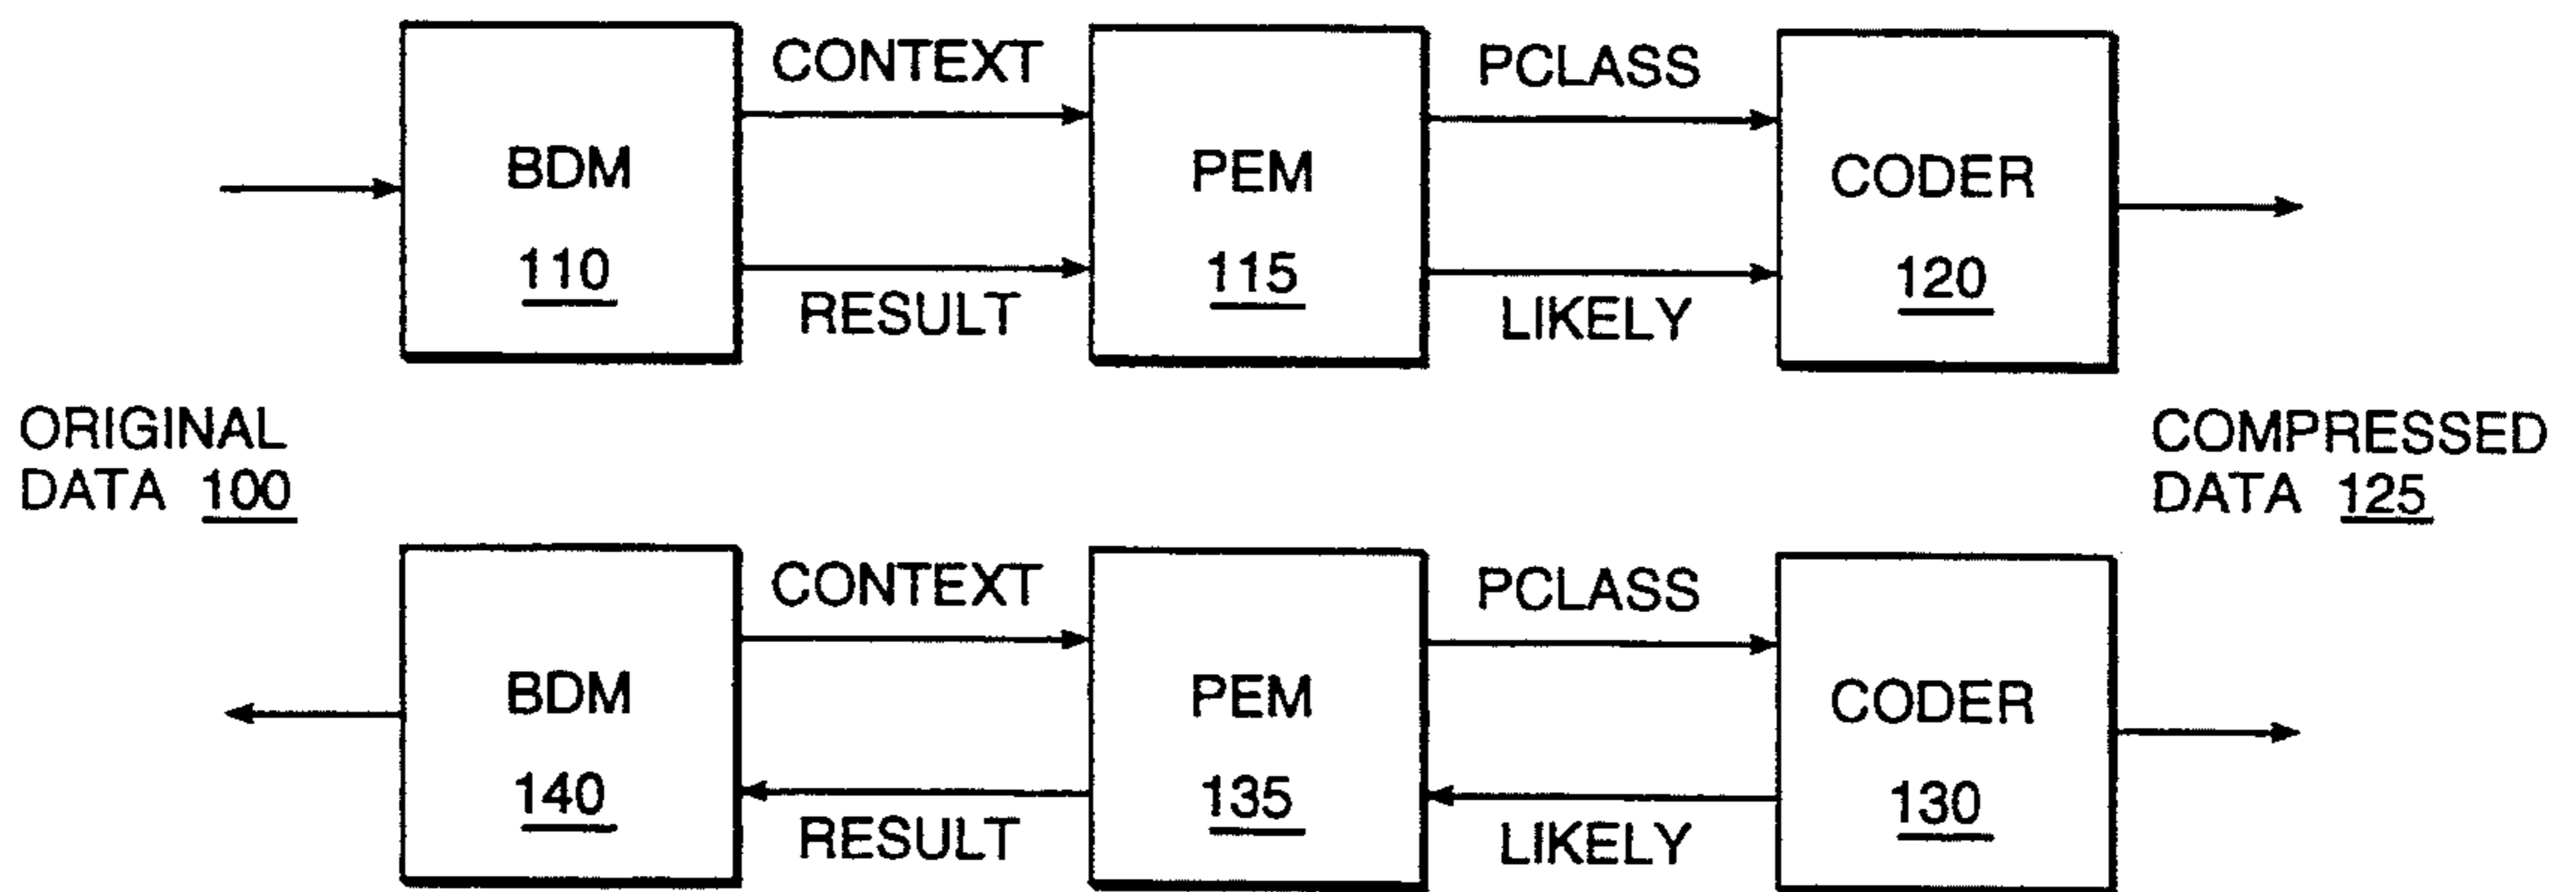 CONTEXT
PCLASS
BDM
110
PEM
115
CODER
120
RESULT
LIKELY
ORIGINAL
DATA 100
COMPRESSED
DATA 125
CONTEXT
PCLASS
BDM
140
PEM
135
CODER
130
RESULT
LIKELY